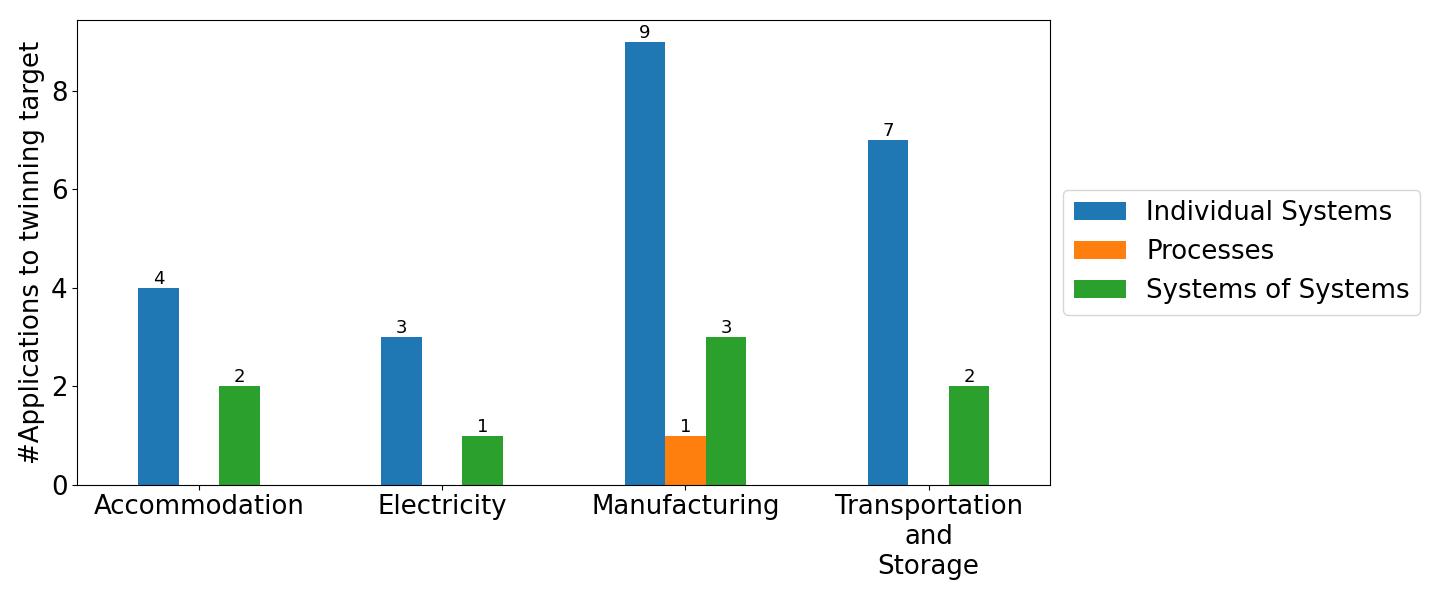 #Applications to twinning target
8
6
4
2
0
4
2
3
1
9
1
3
7
2
Accommodation
Electricity
Manufacturing
Transportation
and
Storage
Individual Systems
Processes
Systems of Systems